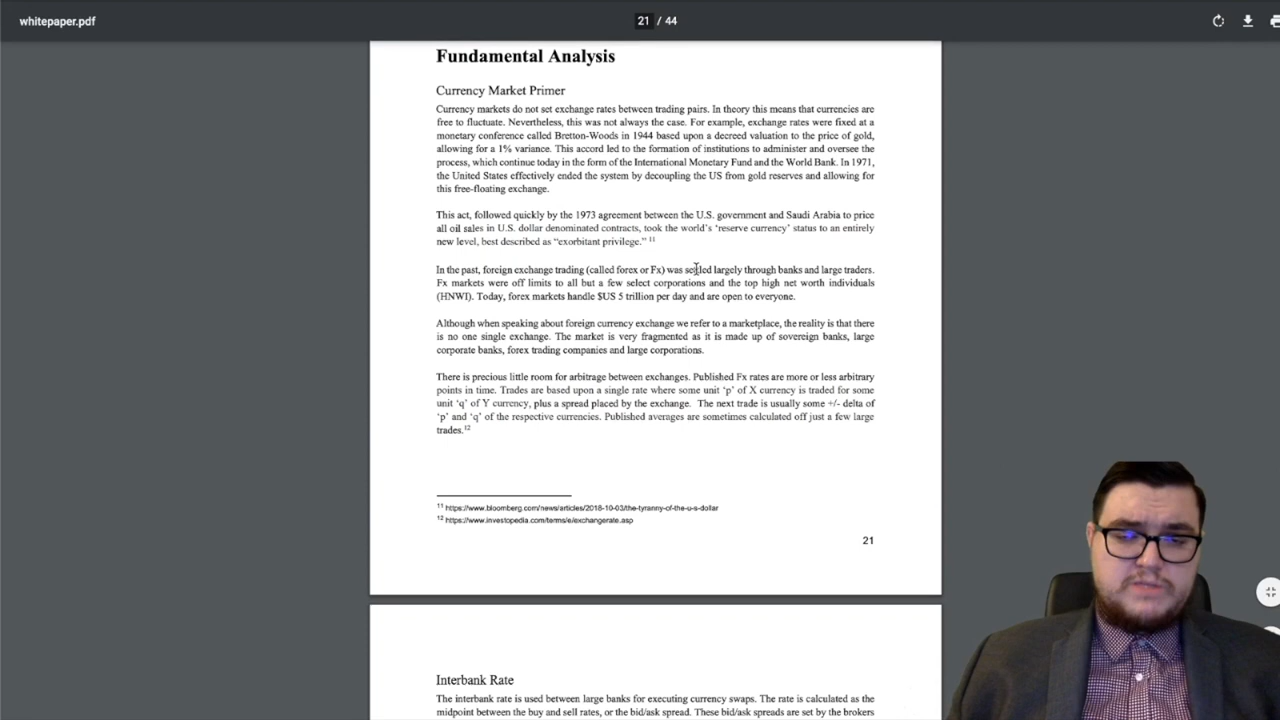 whitepaper.pdf
21 / 44
Fundamental Analysis
Currency Market Primer
Currency markets do not set exchange rates between trading pairs. In theory this means that currencies are
free to fluctuate. Nevertheless, this was not always the case. For example, exchange rates were fixed at a
monetary conference called Bretton-Woods in 1944 based upon a decreed valuation to the price of gold,
allowing for a 1% variance. This accord led to the formation of institutions to administer and oversee the
process, which continue today in the form of the International Monetary Fund and the World Bank. In 1971,
the United States effectively ended the system by decoupling the US from gold reserves and allowing for
this free-floating exchange.
This act, followed quickly by the 1973 agreement between the U.S. government and Saudi Arabia to price
all oil sales in U.S. dollar denominated contracts, took the world's 'reserve currency' status to an entirely
new level, best described as “exorbitant privilege.” 11
In the past, foreign exchange trading (called forex or Fx) was settled largely through banks and large traders.
Fx markets were off limits to all but a few select corporations and the top high net worth individuals
(HNWI). Today, forex markets handle $US 5 trillion per day and are open to everyone.
Although when speaking about foreign currency exchange we refer to a marketplace, the reality is that there
is no one single exchange. The market is very fragmented as it is made up of sovereign banks, large
corporate banks, forex trading companies and large corporations.
There is precious little room for arbitrage between exchanges. Published Fx rates are more or less arbitrary
points in time. Trades are based upon a single rate where some unit 'p' of X currency is traded for some
unit 'q' of Y currency, plus a spread placed by the exchange. The next trade is usually some +/- delta of
'p' and 'q' of the respective currencies. Published averages are sometimes calculated off just a few large
trades.12
11 https://www.bloomberg.com/news/articles/2018-10-03/the-tyranny-of-the-u-s-dollar
12 https://www.investopedia.com/terms/e/exchangerate.asp
21
Interbank Rate
The interbank rate is used between large banks for executing currency swaps. The rate is calculated as the
midpoint between the buy and sell rates, or the bid/ask spread. These bid/ask spreads are set by the brokers